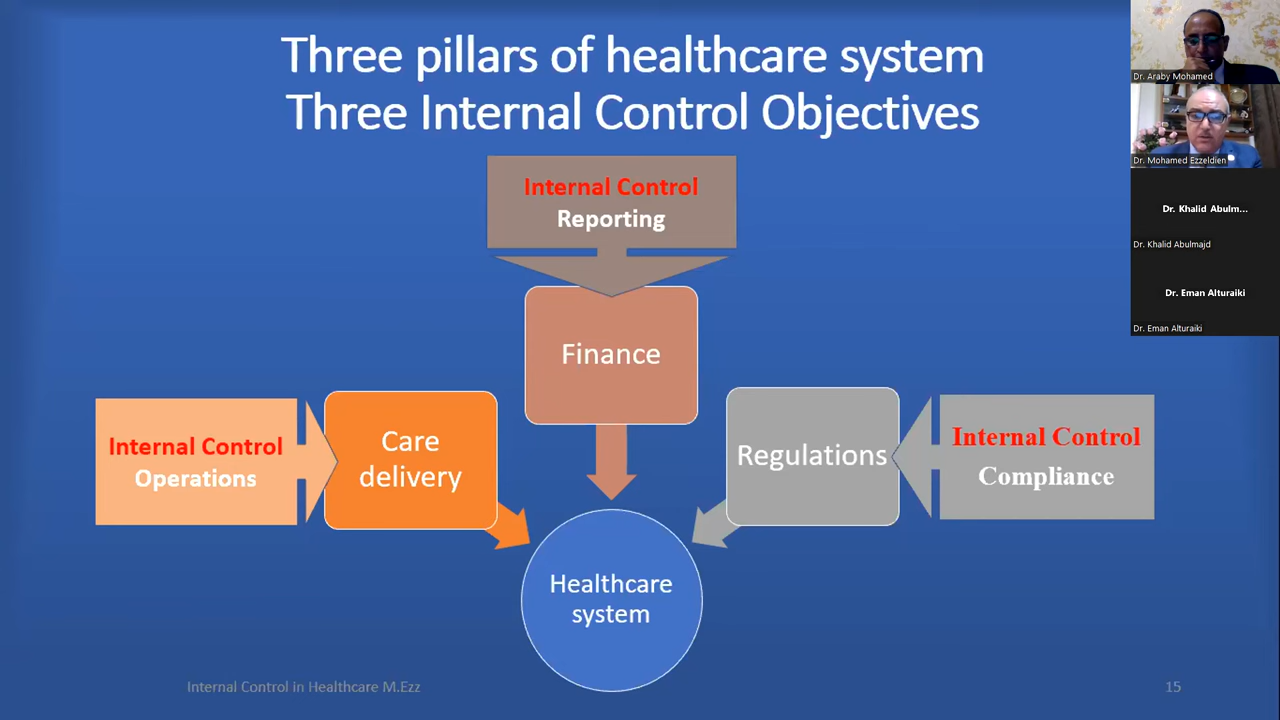 Three pillars of healthcare system
Three Internal Control Objectives
Internal Control
Reporting
Finance
Internal Control
Operations
Care
delivery
Regulations
Internal Control
Compliance
Healthcare
system
Internal Control in Healthcare M.Ezz
15
Dr. Araby Mohamed
Dr. Mohamed Ezzeldien
Dr. Khalid Abulm...
Dr. Khalid Abulmajd
Dr. Eman Alturaiki
Dr. Eman Alturaiki